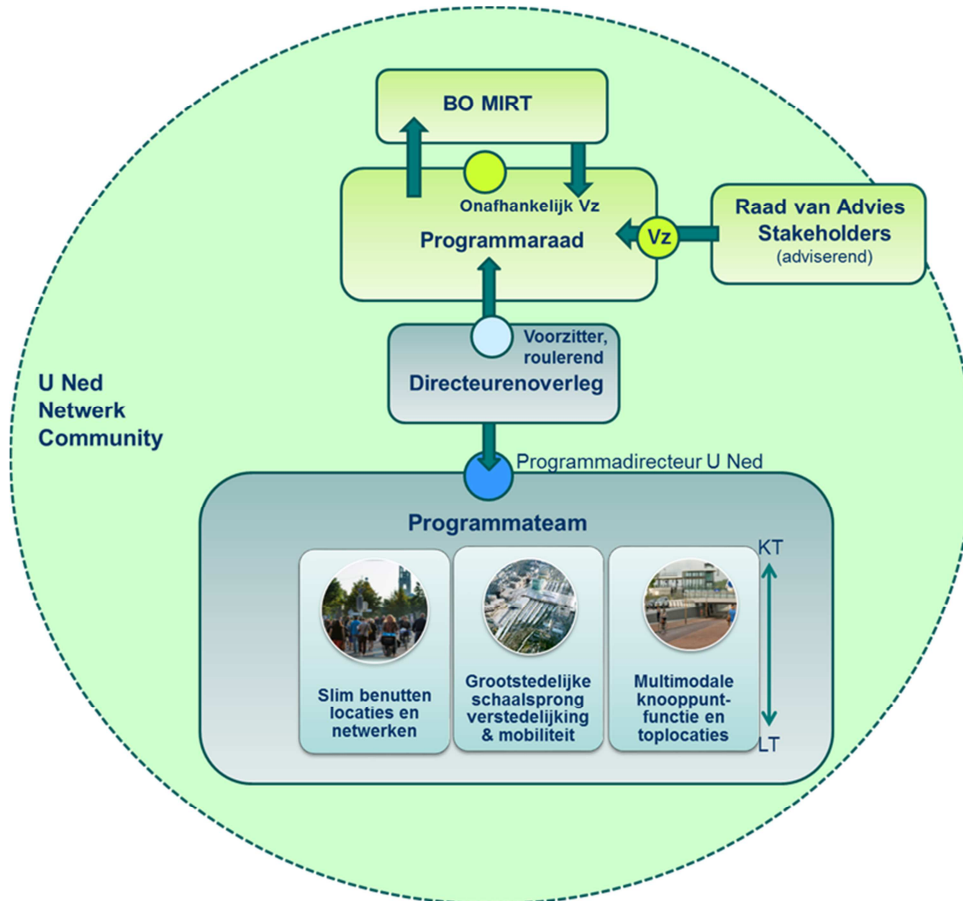 BO MIRT
Onafhankelijk Vz
Programmaraad
Vz
Raad van Advies
Stakeholders
(adviserend)
Voorzitter,
roulerend
Directeurenoverleg
U Ned
Netwerk
Community
Programmadirecteur U Ned
Programmateam
KT
Slim benutten
locaties en
netwerken
Grootstedelijke
schaalsprong
verstedelijking
& mobiliteit
Multimodale
knooppunt-
functie en
toplocaties
LT